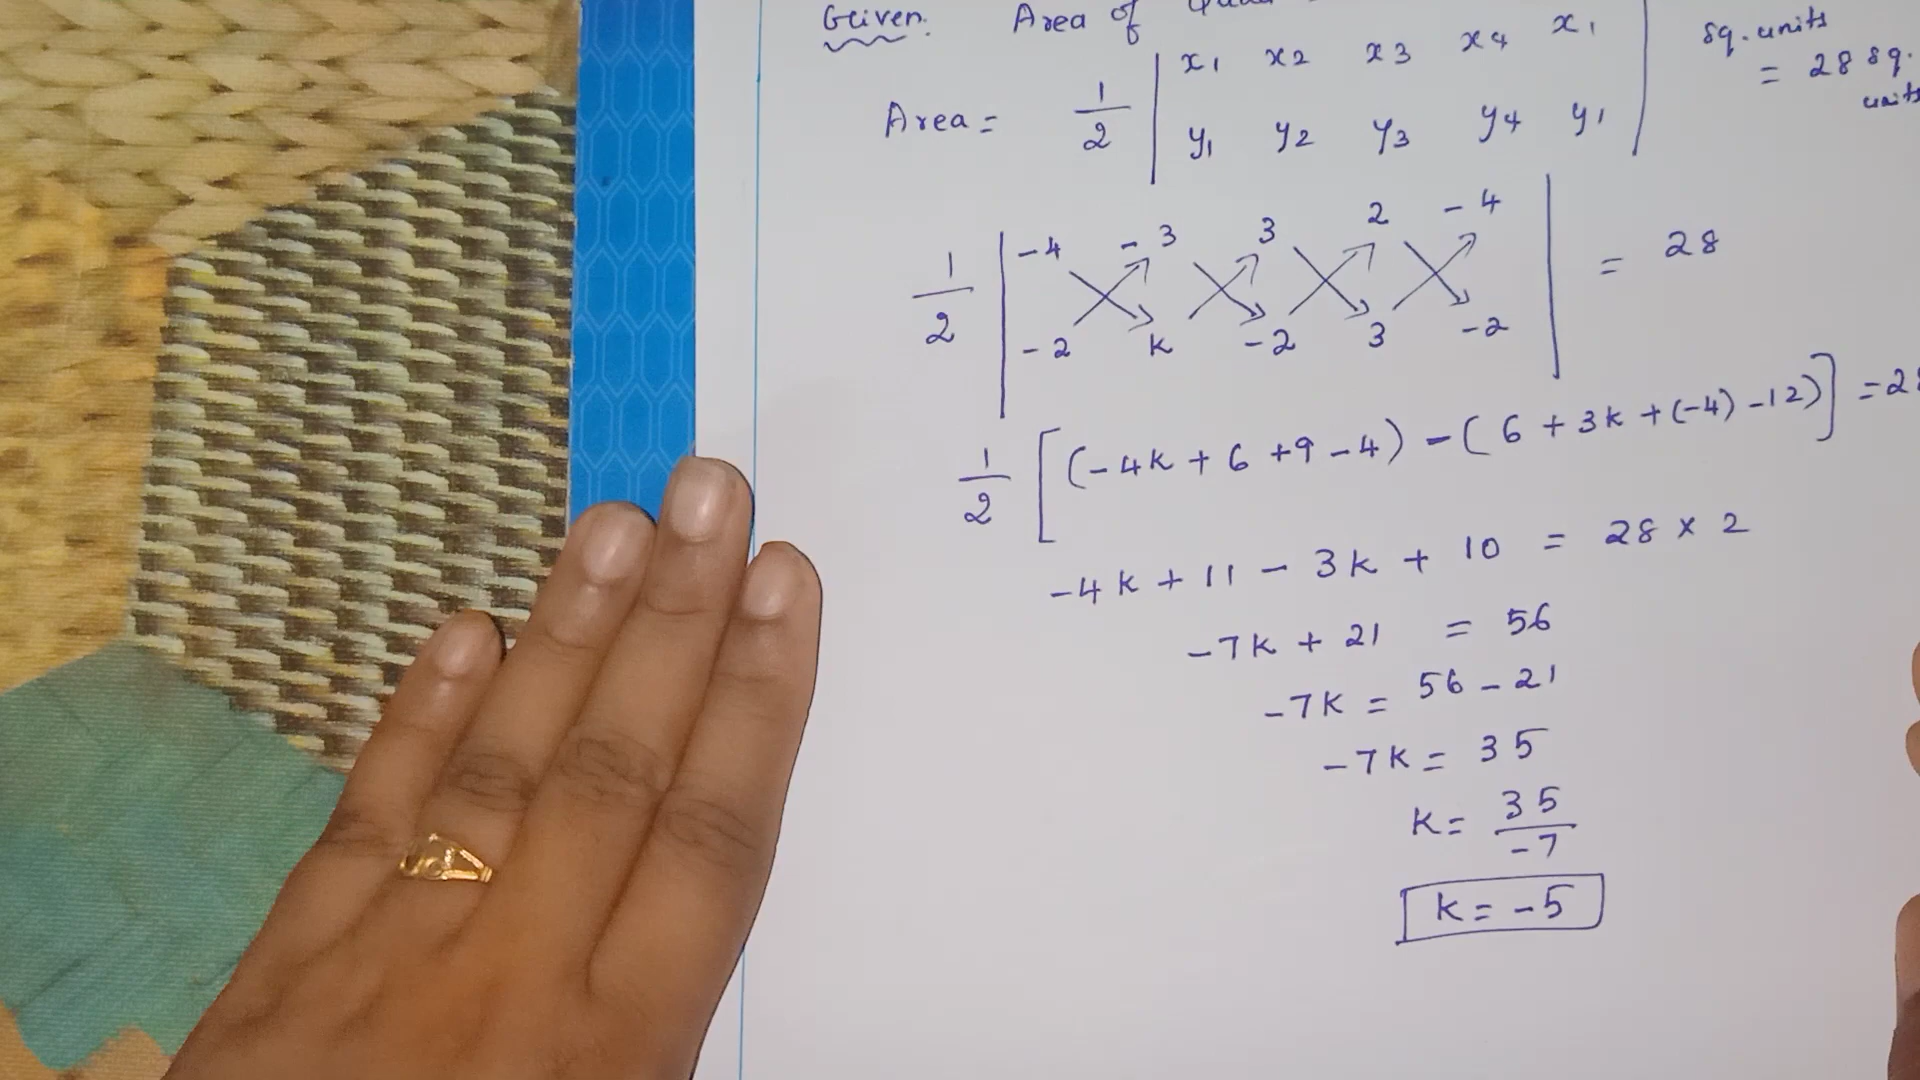 Given. Area of
x1 x2 x3 x4 x1 sq. units
Area = 1/2 | | = 28 sq. units
y1 y2 y3 y4 y1
1/2 | -4 -3 3 2 -4 | = 28
-2 k -2 3 -2
1/2 [(-4k + 6 + 9 - 4) - (6 + 3k + (-4) - 12)] = 28
-4k + 11 - 3k + 10 = 28 × 2
-7k + 21 = 56
-7k = 56 - 21
-7k = 35
k = 35/-7
k = -5